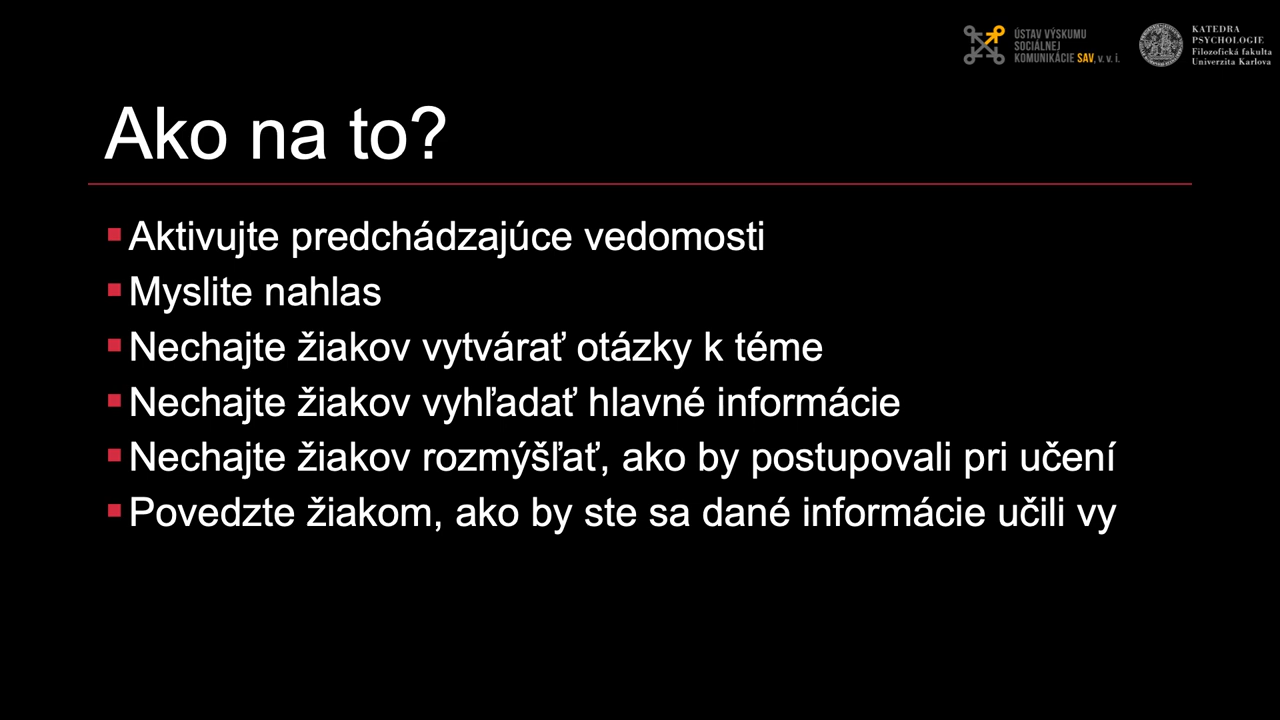 ÚSTAV VÝSKUMU
SOCIÁLNEJ
KOMUNIKÁCIE SAV, v. v. i.
KATEDRA
PSYCHOLOGIE
Filozofická fakulta
Univerzita Karlova
Ako na to?
Aktivujte predchádzajúce vedomosti
Myslite nahlas
Nechajte žiakov vytvárať otázky k téme
Nechajte žiakov vyhľadať hlavné informácie
Nechajte žiakov rozmýšľať, ako by postupovali pri učení
Povedzte žiakom, ako by ste sa dané informácie učili vy